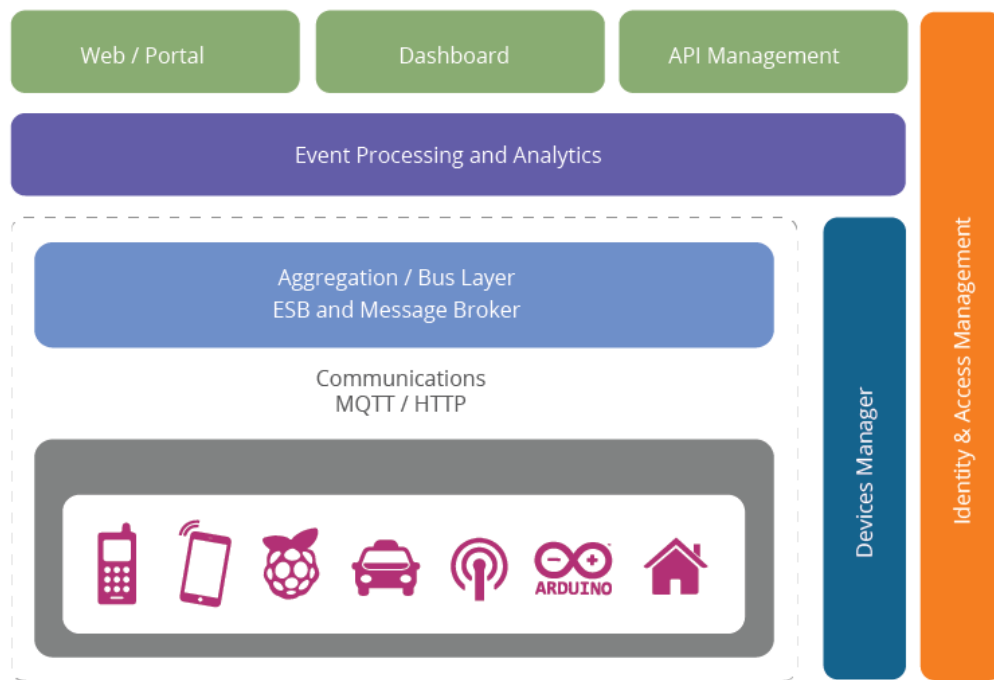 Web / Portal
Dashboard
API Management
Event Processing and Analytics
Aggregation / Bus Layer
ESB and Message Broker
Communications
MQTT / HTTP
ARDUINO
Devices Manager
Identity & Access Management